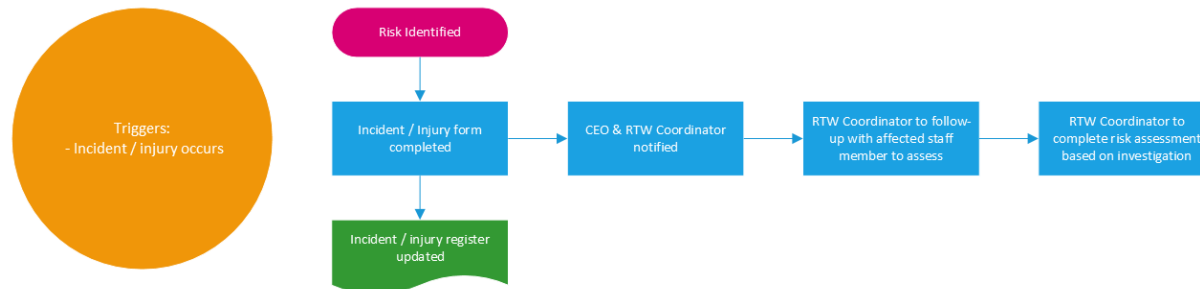 Risk Identified
Triggers:
- Incident / injury occurs
Incident / Injury form
completed
CEO & RTW Coordinator
notified
RTW Coordinator to follow-
up with affected staff
member to assess
RTW Coordinator to
complete risk assessment
based on investigation
Incident / injury register
updated